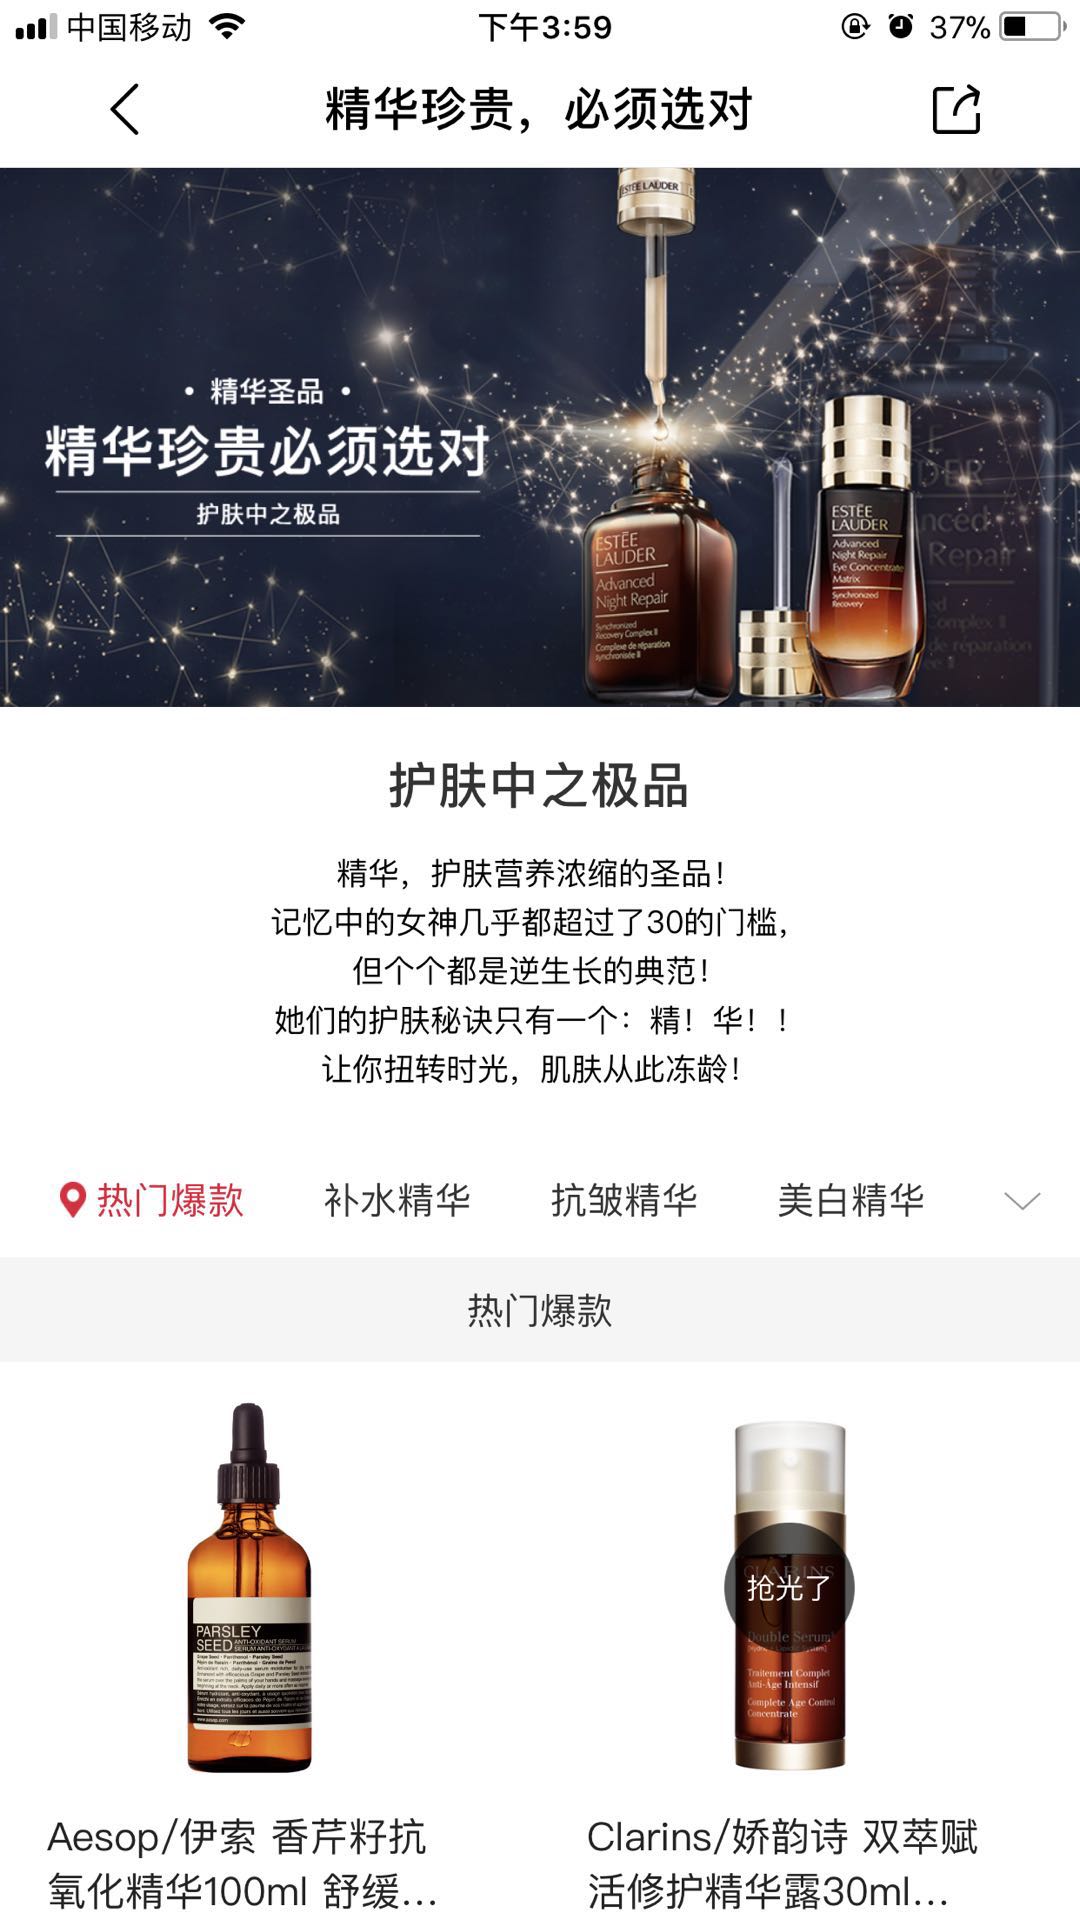 中国移动
下午3:59
37%
精华珍贵，必须选对
ESTĒE LAUDER
• 精华圣品 •
精华珍贵必须选对
护肤中之极品
ESTĒE
LAUDER
Advanced
Night Repair
Synchronized
Recovery Complex II
Complexe de réparation
synchronisée II
ESTĒE
LAUDER
Advanced
Night Repair
Eye Concentrate
Matrix
Synchronized
Recovery
护肤中之极品
精华，护肤营养浓缩的圣品！
记忆中的女神几乎都超过了30的门槛，
但个个都是逆生长的典范！
她们的护肤秘诀只有一个：精！华！！
让你扭转时光，肌肤从此冻龄！
热门爆款
补水精华
抗皱精华
美白精华
热门爆款
PARSLEY
SEED ANTI-OXIDANT SERUM
CLARINS
抢光了
Double Serum
Traitement Complet
Anti-Âge Intensif
Complete Age Control
Concentrate
Aesop/伊索 香芹籽抗
氧化精华100ml 舒缓...
Clarins/娇韵诗 双萃赋
活修护精华露30ml...